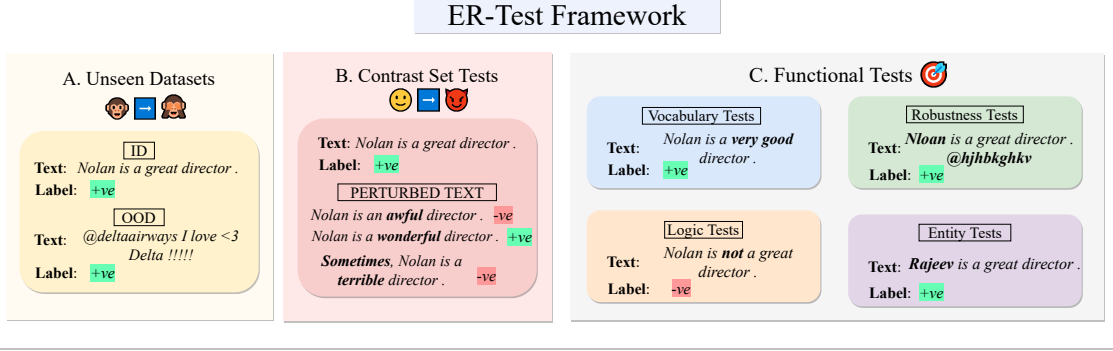 ER-Test Framework
A. Unseen Datasets
ID
Text: Nolan is a great director .
Label: +ve
OOD
Text: @deltaairways I love <3
Delta !!!!!
Label: +ve
B. Contrast Set Tests
Text: Nolan is a great director .
Label: +ve
PERTURBED TEXT
Nolan is an awful director . -ve
Nolan is a wonderful director . +ve
Sometimes, Nolan is a
terrible director . -ve
C. Functional Tests
Vocabulary Tests
Text: Nolan is a very good
director .
Label: +ve
Robustness Tests
Text: Nloan is a great director .
@hjhbkghkv
Label: +ve
Logic Tests
Text: Nolan is not a great
director .
Label: -ve
Entity Tests
Text: Rajeev is a great director .
Label: +ve